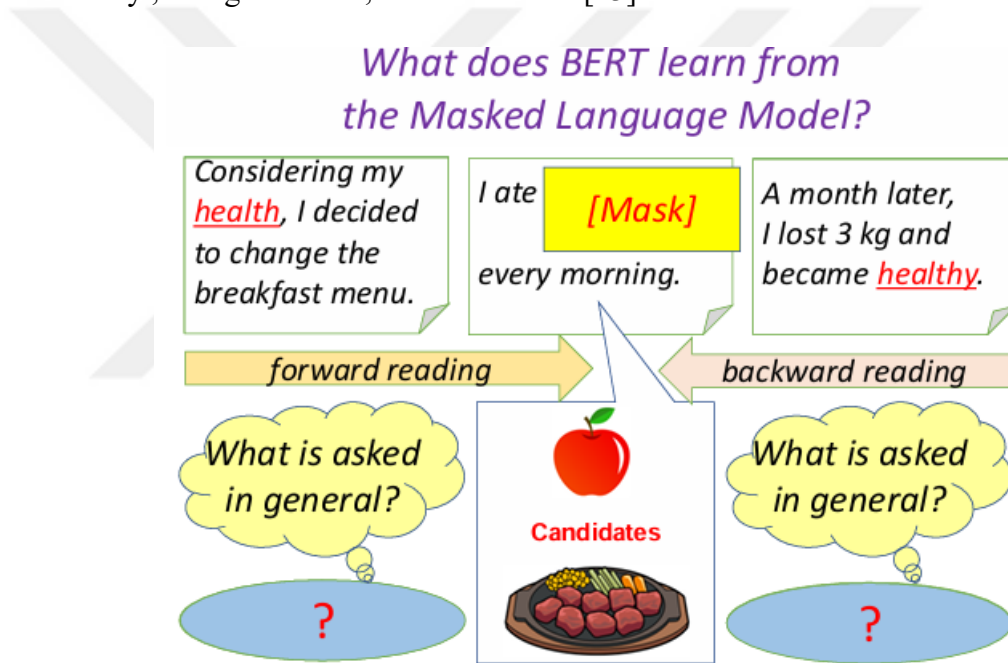 What does BERT learn from
the Masked Language Model?
Considering my
health, I decided
to change the
breakfast menu.
I ate [Mask]
every morning.
A month later,
I lost 3 kg and
became healthy.
forward reading
backward reading
What is asked
in general?
?
Candidates
What is asked
in general?
?